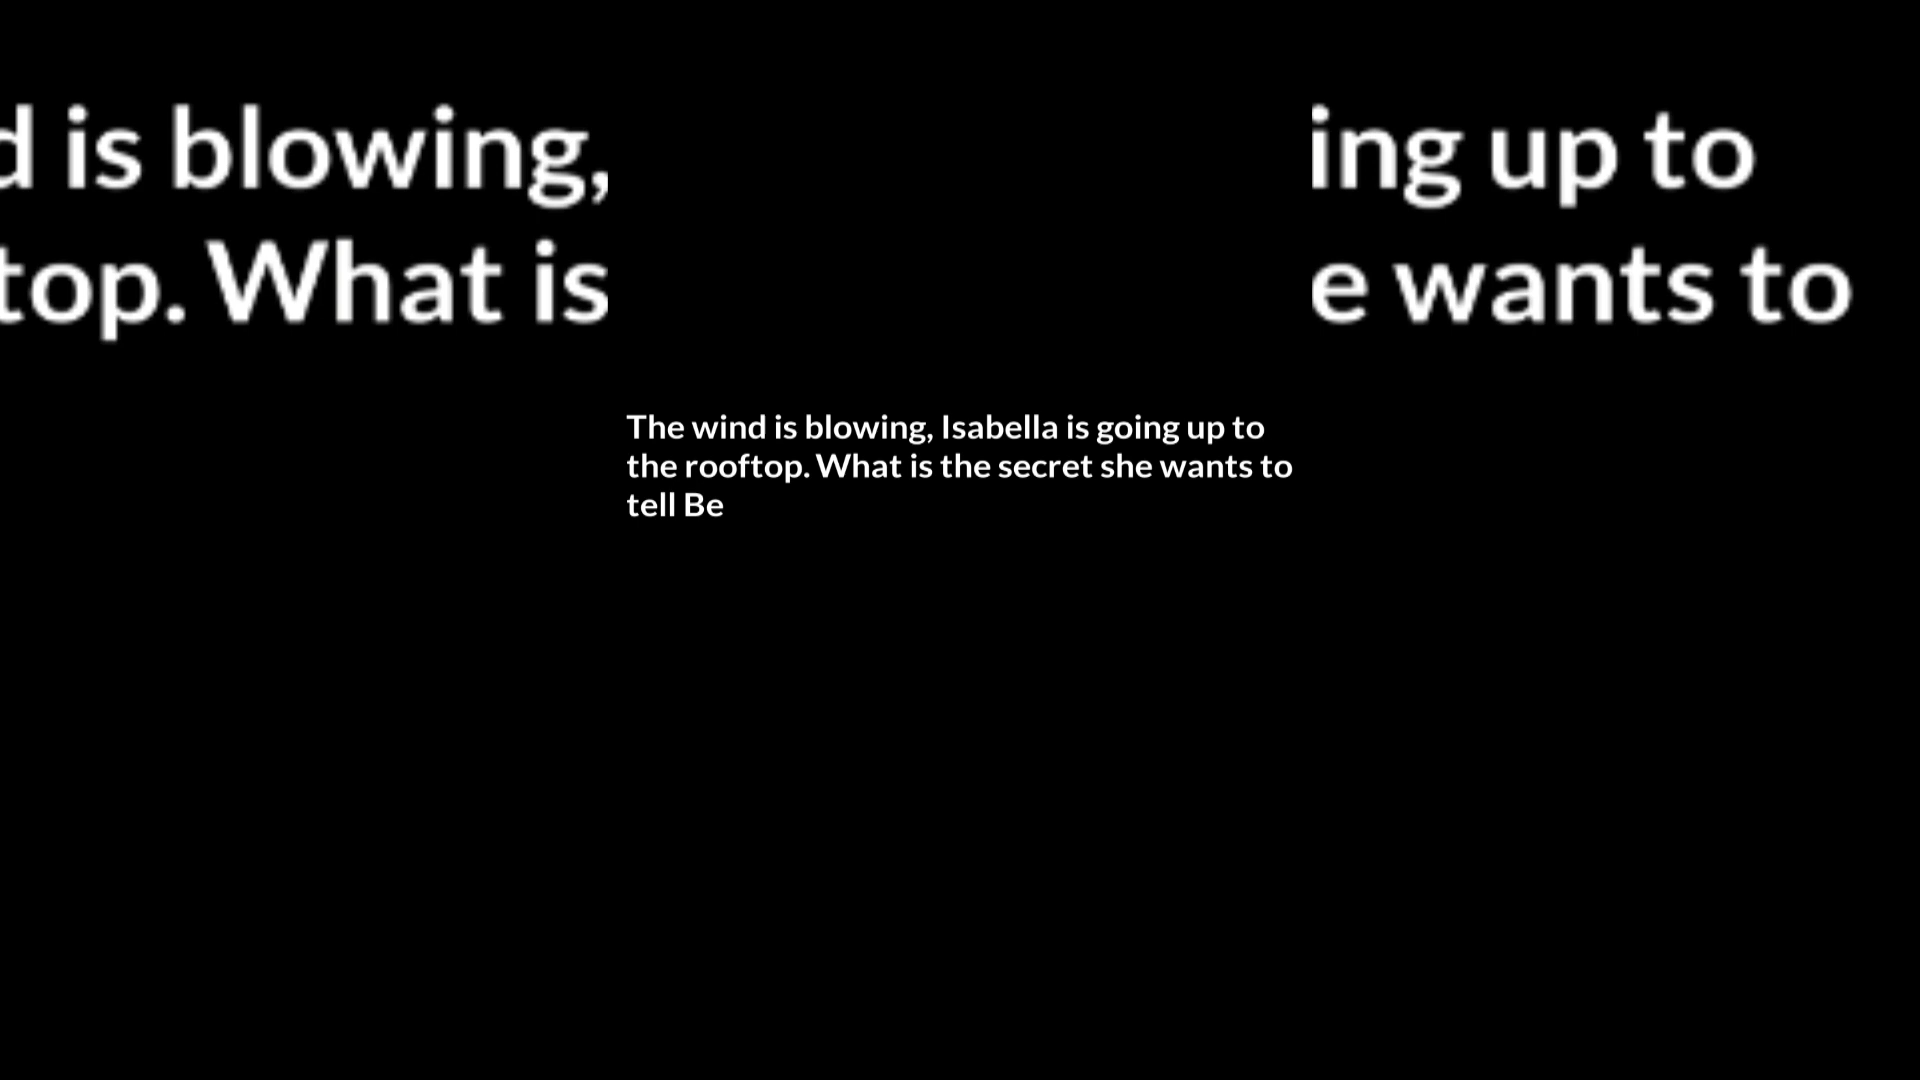 d is blowing,
ing up to
top. What is
e wants to
The wind is blowing, Isabella is going up to
the rooftop. What is the secret she wants to
tell Be